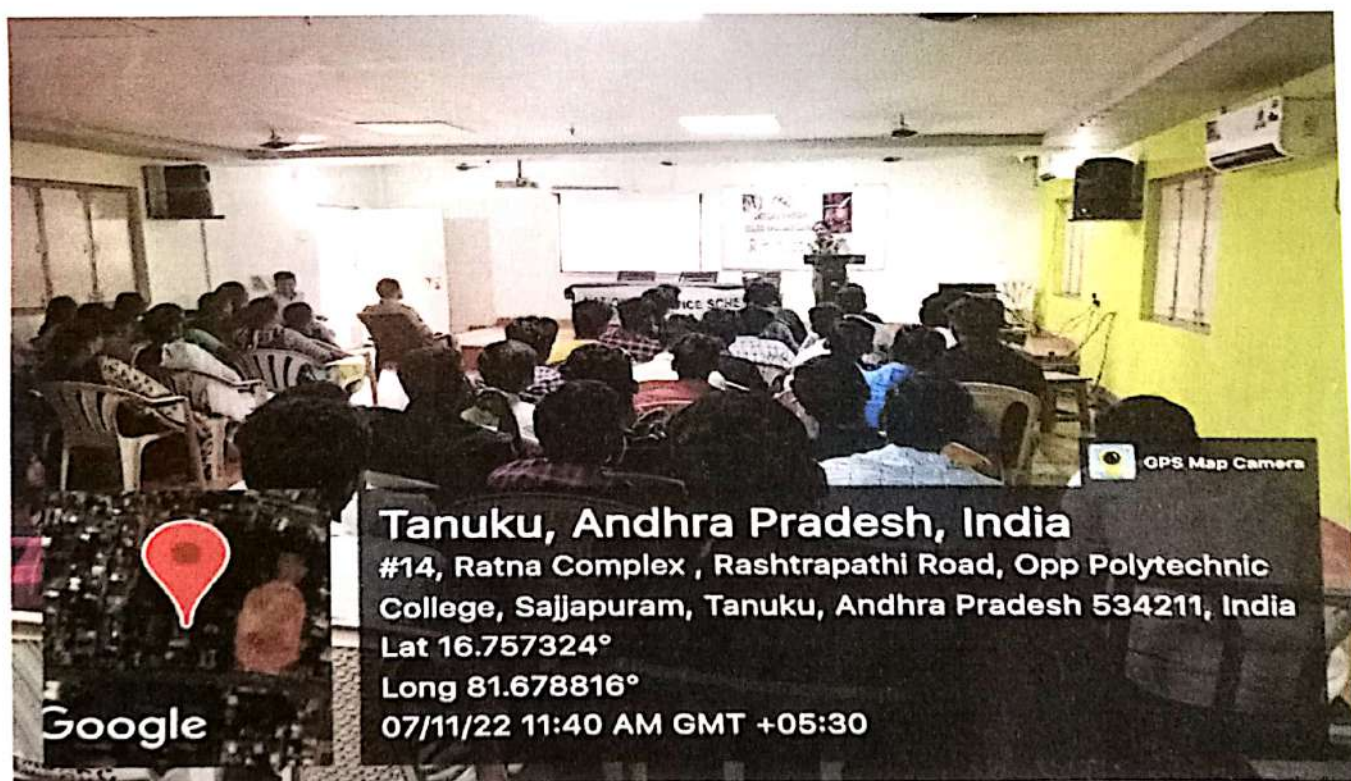 SCHE
GPS Map Camera
Tanuku, Andhra Pradesh, India
#14, Ratna Complex , Rashtrapathi Road, Opp Polytechnic
College, Sajjapuram, Tanuku, Andhra Pradesh 534211, India
Lat 16.757324°
Long 81.678816°
07/11/22 11:40 AM GMT +05:30
Google